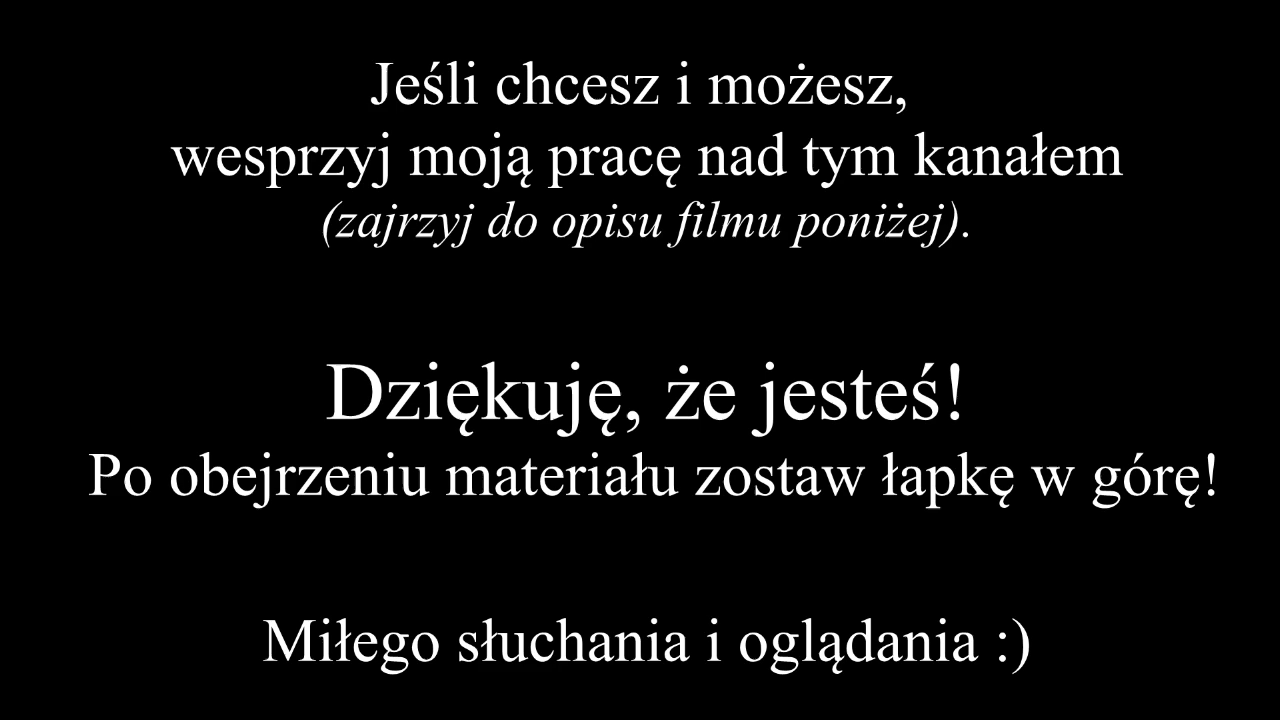 Jeśli chcesz i możesz,
wesprzyj moją pracę nad tym kanałem
(zajrzyj do opisu filmu poniżej).
Dziękuję, że jesteś!
Po obejrzeniu materiału zostaw łapkę w górę!
Miłego słuchania i oglądania :)